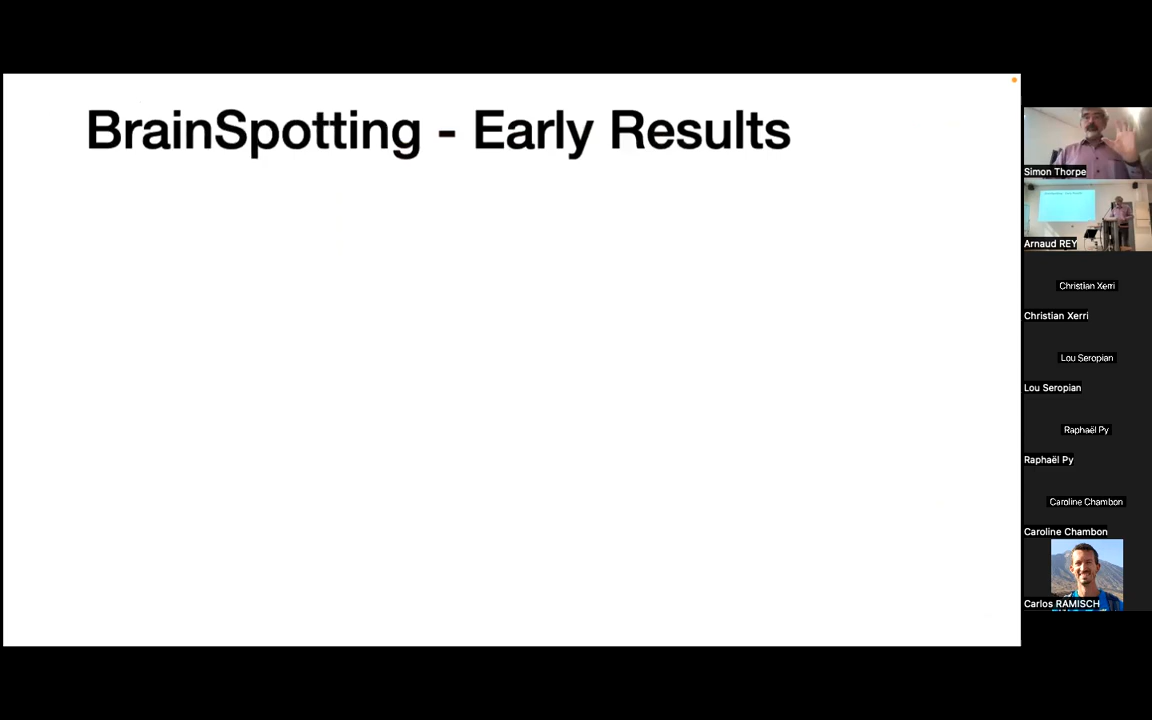 BrainSpotting - Early Results
Simon Thorpe
Arnaud REY
Christian Xerri
Christian Xerri
Lou Seropian
Lou Seropian
Raphaël Py
Raphaël Py
Caroline Chambon
Caroline Chambon
Carlos RAMISCH